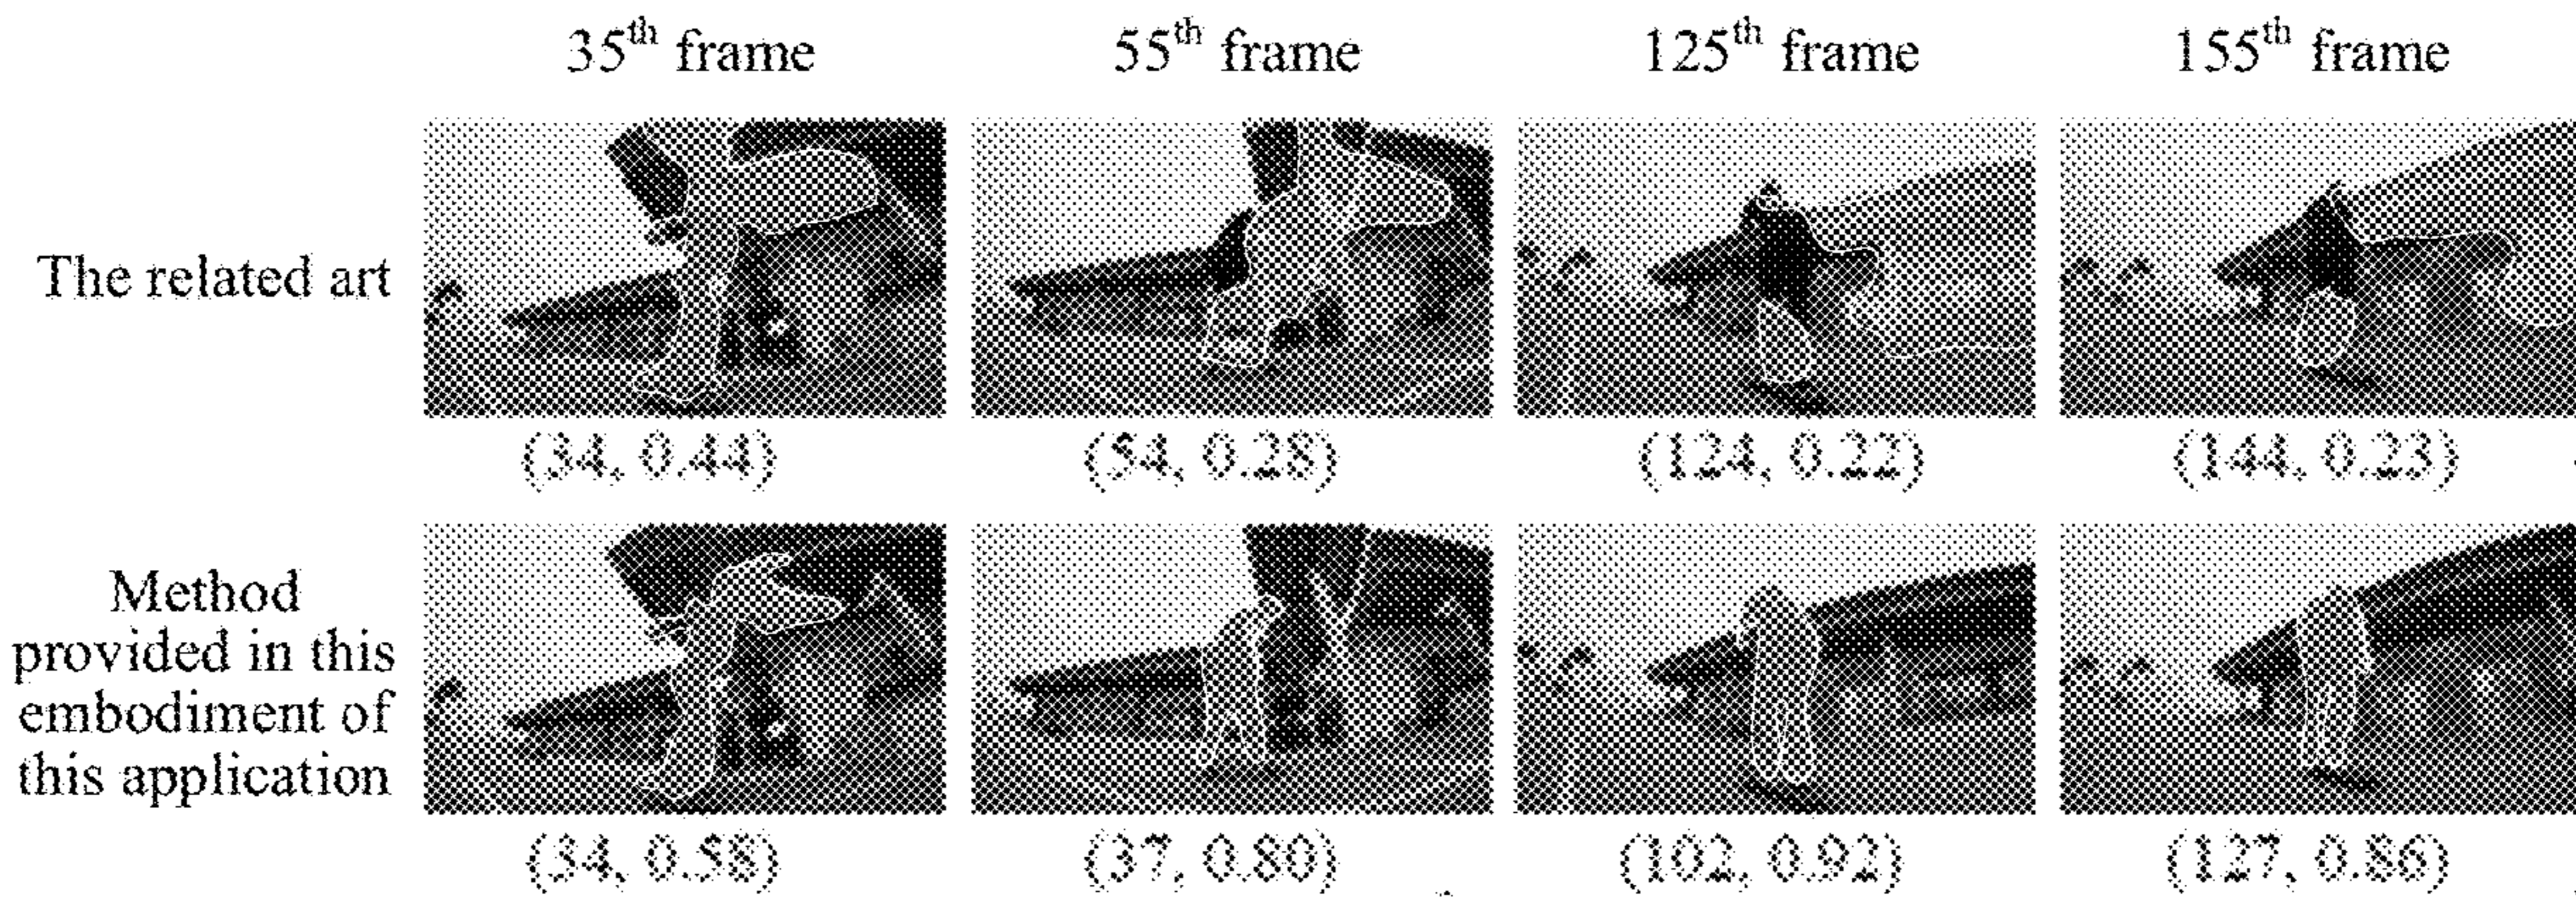 35th frame 55th frame 125th frame 155th frame
The related art
(34, 0.44) (54, 0.28) (124, 0.22) (144, 0.23)
Method
provided in this
embodiment of
this application
(34, 0.58) (37, 0.80) (102, 0.92) (127, 0.86)